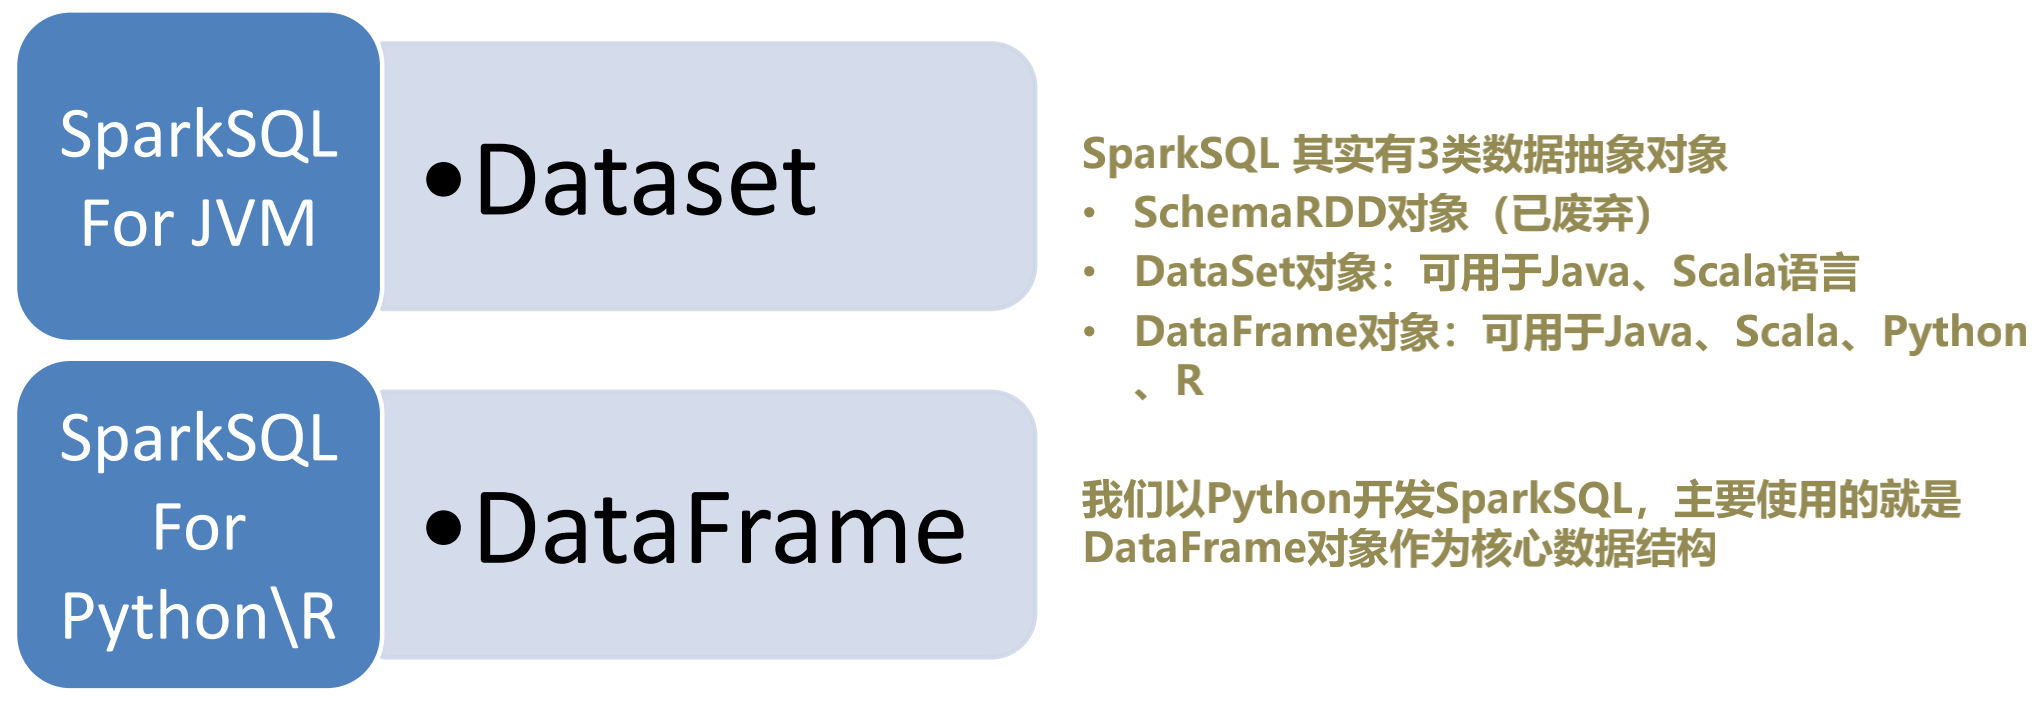 SparkSQL
For JVM
•Dataset
SparkSQL
For
Python\R
•DataFrame
SparkSQL 其实有3类数据抽象对象
• SchemaRDD对象（已废弃）
• DataSet对象：可用于Java、Scala语言
• DataFrame对象：可用于Java、Scala、Python
、R
我们以Python开发SparkSQL，主要使用的就是
DataFrame对象作为核心数据结构